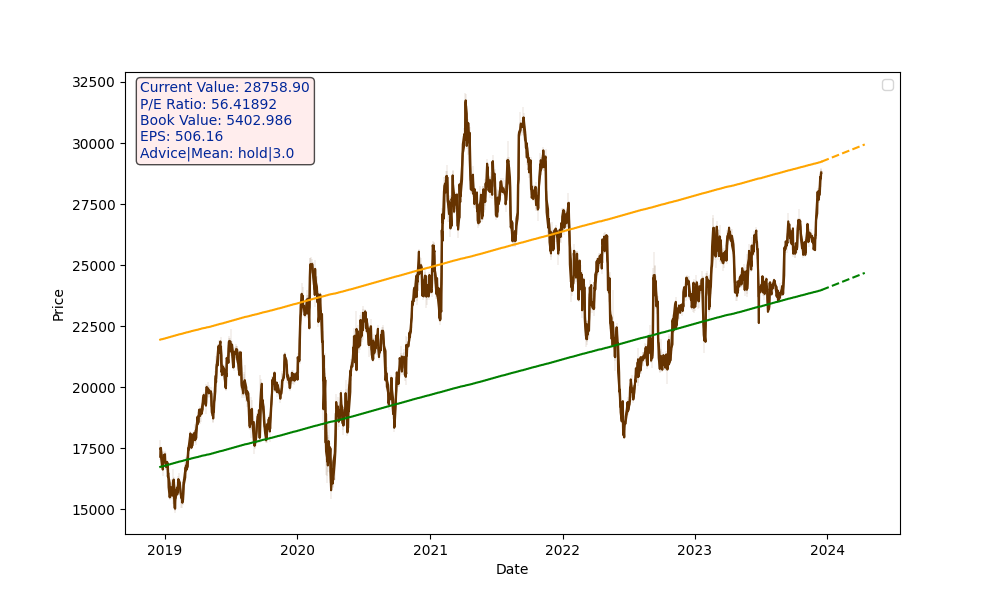 Current Value: 28758.90
P/E Ratio: 56.41892
Book Value: 5402.986
EPS: 506.16
Advice|Mean: hold|3.0
32500
30000
27500
25000
22500
20000
17500
15000
Price
2019 2020 2021 2022 2023 2024
Date